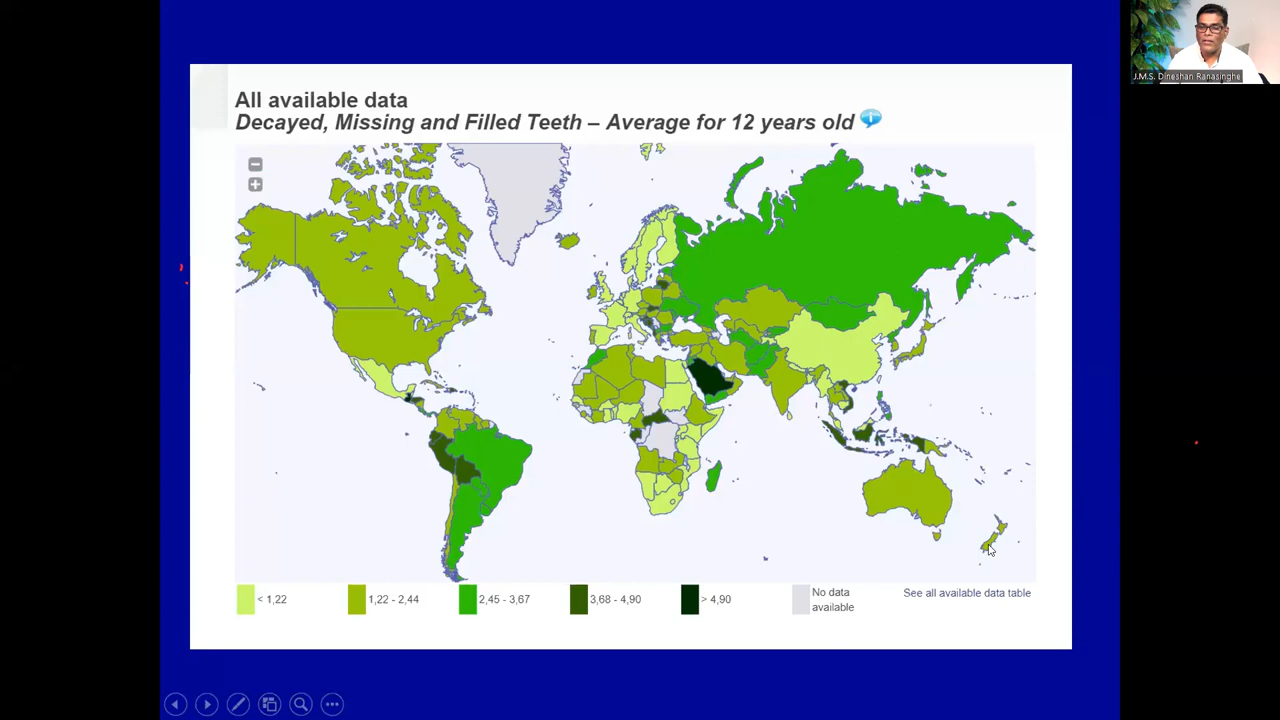 J.M.S. Dineshan Ranasinghe
All available data
Decayed, Missing and Filled Teeth – Average for 12 years old
< 1,22
1,22 - 2,44
2,45 - 3,67
3,68 - 4,90
> 4,90
No data
available
See all available data table